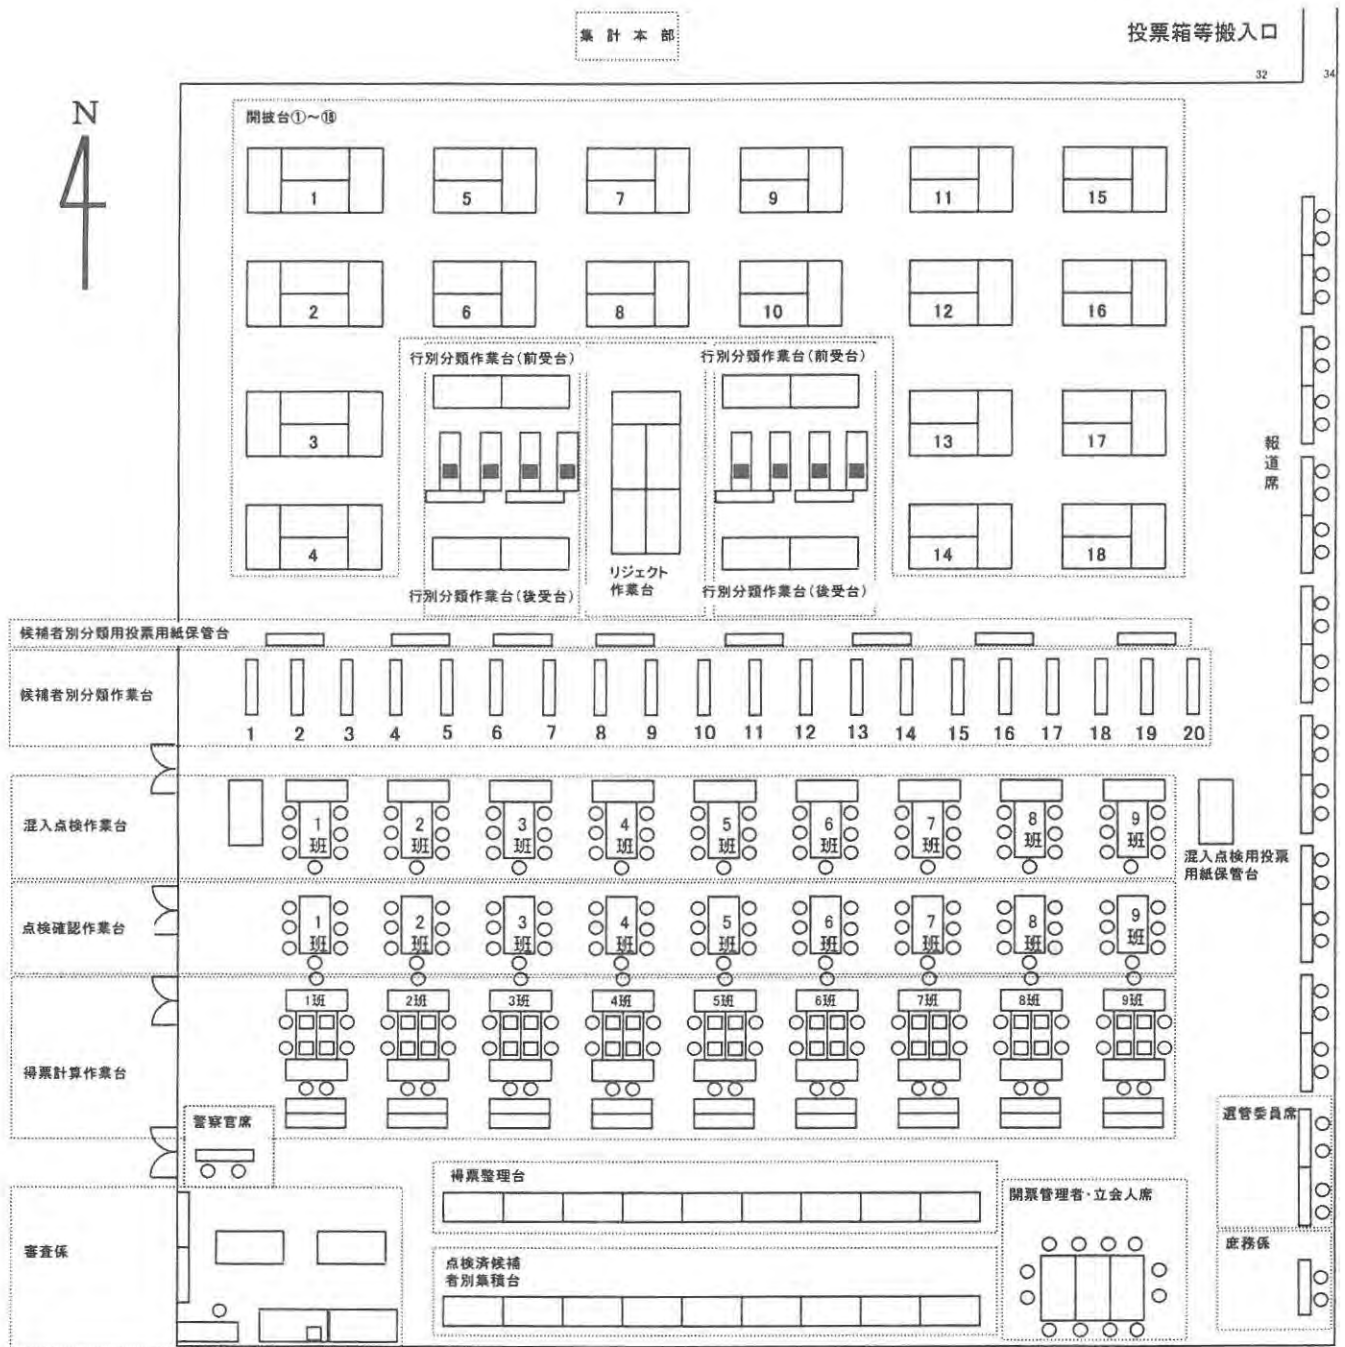 集計本部
投票箱等搬入口
32
34
N
開披台①～⑱
1
5
7
9
11
15
2
6
8
10
12
16
行別分類作業台(前受台)
行別分類作業台(前受台)
3
13
17
報道席
4
14
18
リジェクト
作業台
行別分類作業台(後受台)
行別分類作業台(後受台)
候補者別分類用投票用紙保管台
候補者別分類作業台
1 2 3 4 5 6 7 8 9 10 11 12 13 14 15 16 17 18 19 20
混入点検作業台
1班 2班 3班 4班 5班 6班 7班 8班 9班
混入点検用投票
用紙保管台
点検確認作業台
1班 2班 3班 4班 5班 6班 7班 8班 9班
得票計算作業台
1班 2班 3班 4班 5班 6班 7班 8班 9班
警察官席
選管委員席
得票整理台
開票管理者・立会人席
審査係
庶務係
点検済候補
者別集積台